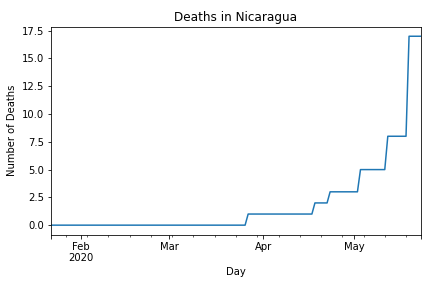 Deaths in Nicaragua
Number of Deaths
17.5
15.0
12.5
10.0
7.5
5.0
2.5
0.0
Feb
2020
Mar
Apr
May
Day